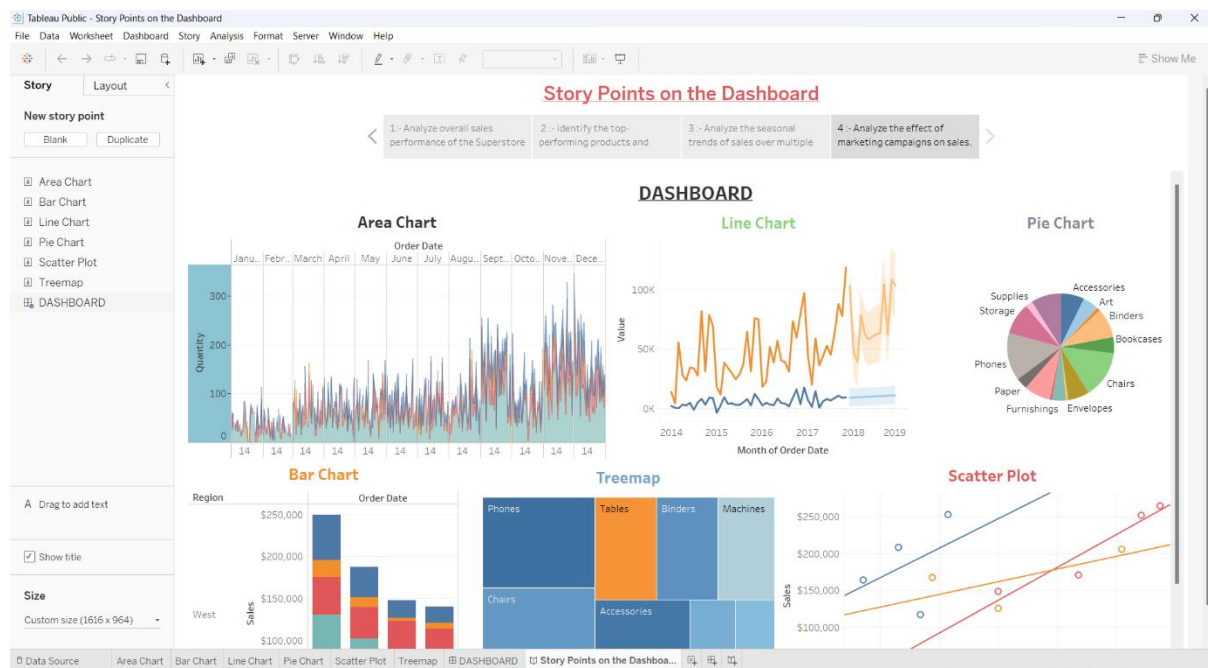 Tableau Public - Story Points on the Dashboard
File Data Worksheet Dashboard Story Analysis Format Server Window Help
Show Me
Story Layout
New story point
Blank Duplicate
Area Chart
Bar Chart
Line Chart
Pie Chart
Scatter Plot
Treemap
DASHBOARD
A Drag to add text
Show title
Size
Custom size (1616 x 964)
Story Points on the Dashboard
1:- Analyze overall sales
performance of the Superstore
2 :- Identify the top-
performing products and
3 :- Analyze the seasonal
trends of sales over multiple
4 :- Analyze the effect of
marketing campaigns on sales.
DASHBOARD
Area Chart
Order Date
Janu.. Febr.. March April May June July Augu.. Sept.. Octo.. Nove.. Dece..
Quantity
300
200
100
0
14 14 14 14 14 14 14 14 14 14 14 14
Line Chart
Value
100K
50K
0K
2014 2015 2016 2017 2018 2019
Month of Order Date
Pie Chart
Accessories
Art
Binders
Bookcases
Chairs
Envelopes
Furnishings
Paper
Phones
Storage
Supplies
Bar Chart
Region
Order Date
West
Sales
$250,000
$200,000
$150,000
$100,000
Treemap
Phones
Tables
Binders
Machines
Chairs
Accessories
Scatter Plot
Sales
$250,000
$200,000
$150,000
$100,000
Data Source Area Chart Bar Chart Line Chart Pie Chart Scatter Plot Treemap DASHBOARD Story Points on the Dashboa...